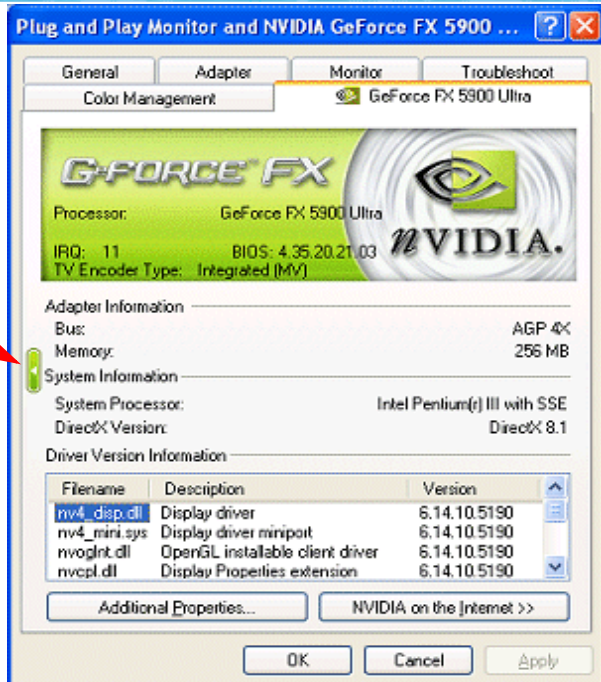 Plug and Play Monitor and NVIDIA GeForce FX 5900 ...
General Adapter Monitor Troubleshoot
Color Management GeForce FX 5900 Ultra
GEFORCE FX
nVIDIA.
Processor: GeForce FX 5900 Ultra
IRQ: 11 BIOS: 4.35.20.21.03
TV Encoder Type: Integrated (MV)
Adapter Information
Bus: AGP 4X
Memory: 256 MB
System Information
System Processor: Intel Pentium(r) III with SSE
DirectX Version: DirectX 8.1
Driver Version Information
Filename Description Version
nv4_disp.dll Display driver 6.14.10.5190
nv4_mini.sys Display driver miniport 6.14.10.5190
nvoglnt.dll OpenGL installable client driver 6.14.10.5190
nvcpl.dll Display Properties extension 6.14.10.5190
Additional Properties... NVIDIA on the Internet >>
OK Cancel Apply